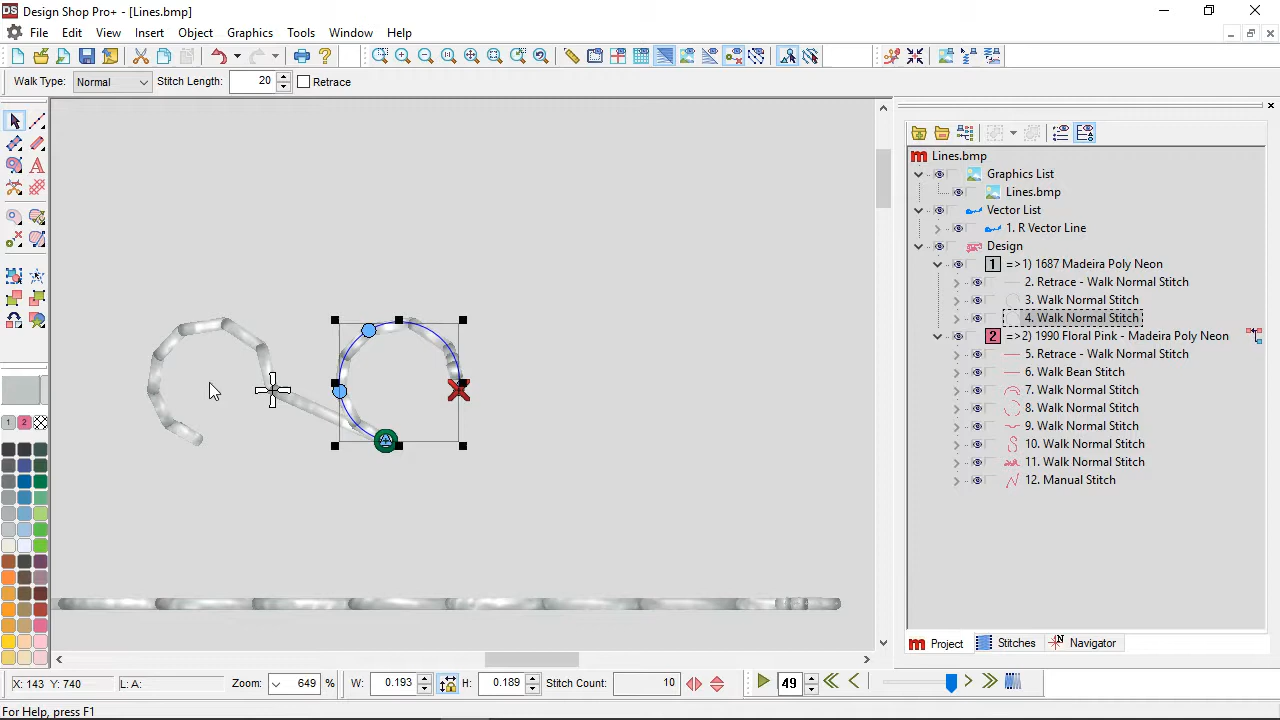 DS Design Shop Pro+ - [Lines.bmp]
File Edit View Insert Object Graphics Tools Window Help
Walk Type: Normal Stitch Length: 20 Retrace
Lines.bmp
Graphics List
Lines.bmp
Vector List
1. R Vector Line
Design
1 =>1) 1687 Madeira Poly Neon
2. Retrace - Walk Normal Stitch
3. Walk Normal Stitch
4. Walk Normal Stitch
2 =>2) 1990 Floral Pink - Madeira Poly Neon
5. Retrace - Walk Normal Stitch
6. Walk Bean Stitch
7. Walk Normal Stitch
8. Walk Normal Stitch
9. Walk Normal Stitch
10. Walk Normal Stitch
11. Walk Normal Stitch
12. Manual Stitch
1 2
Project Stitches Navigator
X: 143 Y: 740 L: A: Zoom: 649 % W: 0.193 H: 0.189 Stitch Count: 10 49
For Help, press F1